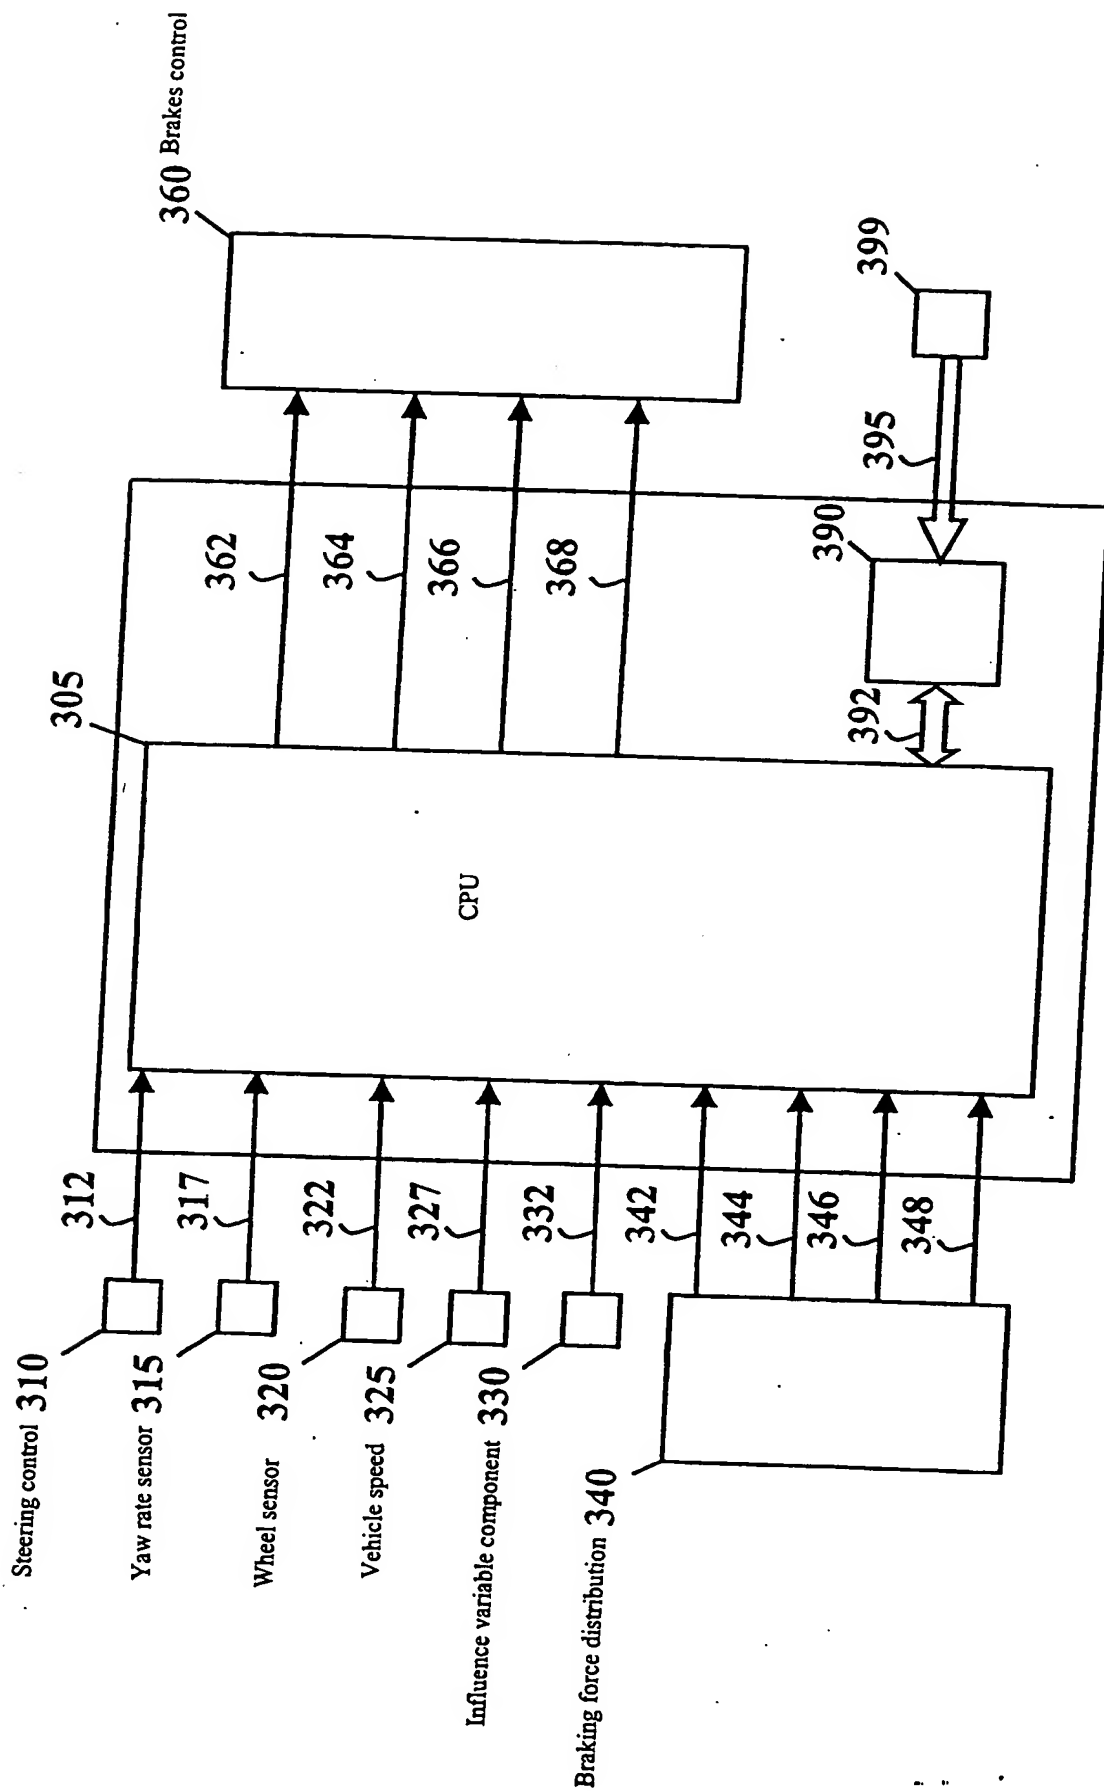 Steering control 310
312
Yaw rate sensor 315
317
Wheel sensor 320
322
Vehicle speed 325
327
Influence variable component 330
332
Braking force distribution 340
342
344
346
348
305
CPU
362
364
366
368
360 Brakes control
392
390
395
399